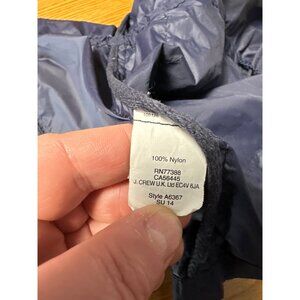 100% Nylon
RN77388
CA56445
J. CREW U.K. Ltd EC4V 6JA
Style A6367
SU 14